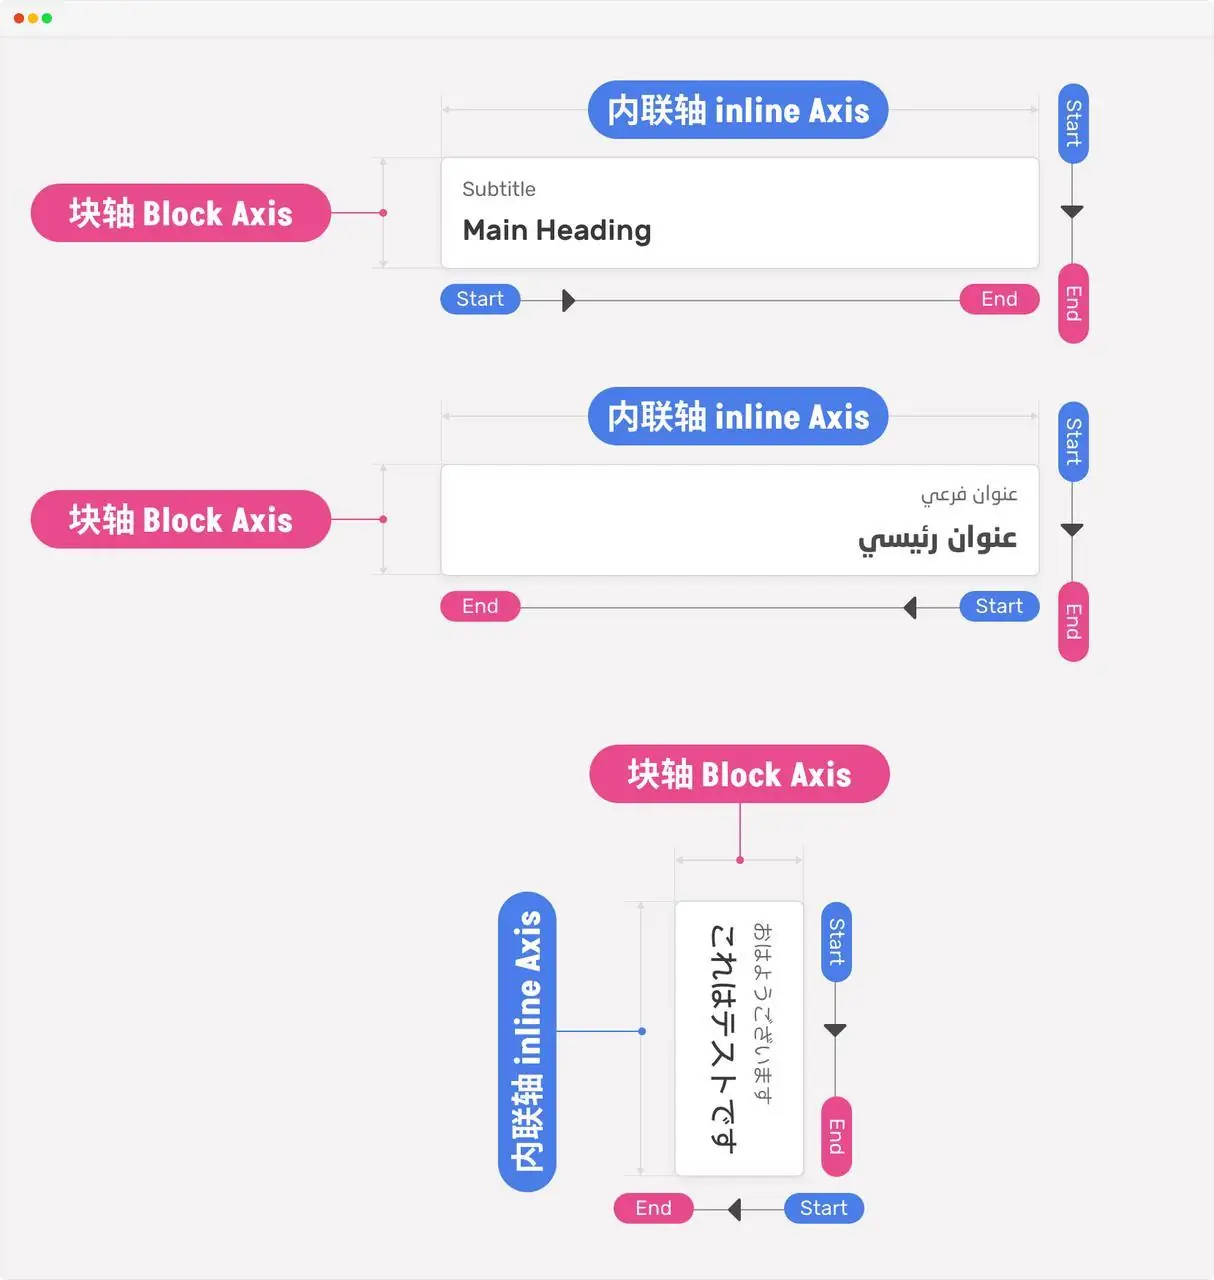 内联轴 inline Axis
Start
块轴 Block Axis
Subtitle
Main Heading
Start
End
End
内联轴 inline Axis
Start
块轴 Block Axis
عنوان فرعي
عنوان رئيسي
End
Start
End
块轴 Block Axis
内联轴 inline Axis
おはようございます
これはテストです
Start
End
End
Start